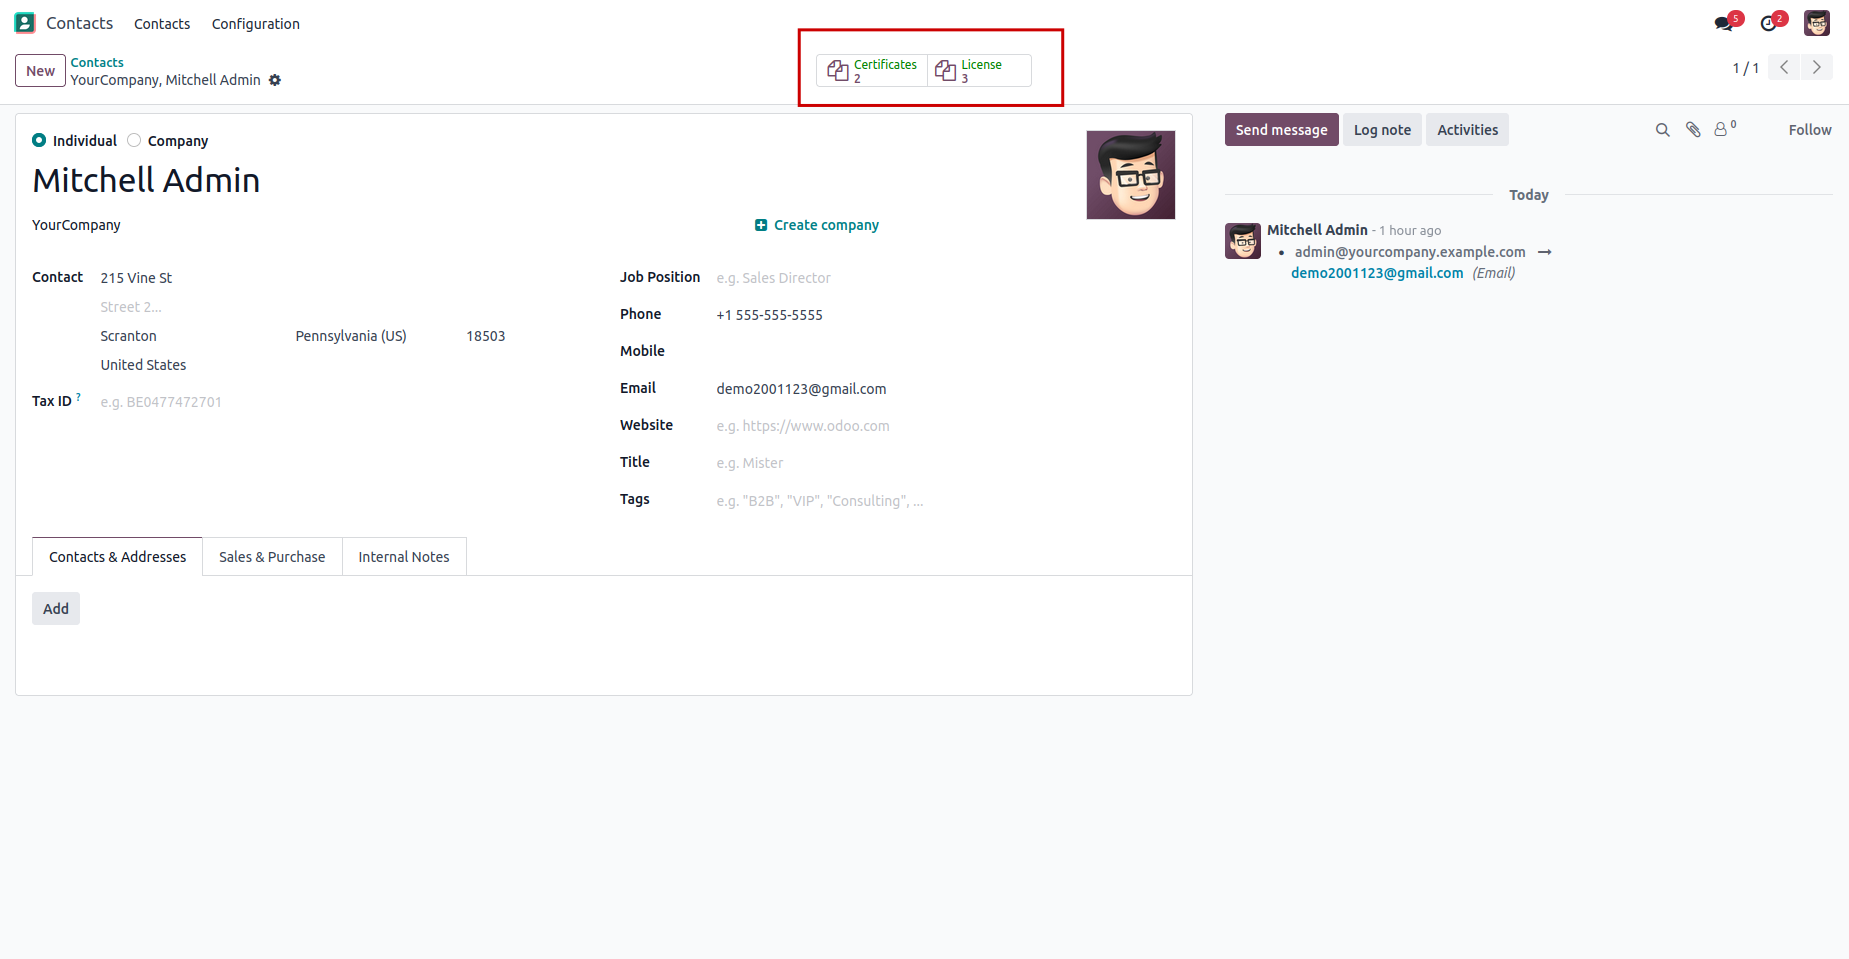 Contacts Contacts Configuration 5 2
New Contacts
YourCompany, Mitchell Admin
Certificates 2
License 3
1 / 1
Individual Company
Mitchell Admin
YourCompany Create company
Contact 215 Vine St
Street 2...
Scranton Pennsylvania (US) 18503
United States
Tax ID ? e.g. BE0477472701
Job Position e.g. Sales Director
Phone +1 555-555-5555
Mobile
Email demo2001123@gmail.com
Website e.g. https://www.odoo.com
Title e.g. Mister
Tags e.g. "B2B", "VIP", "Consulting", ...
Contacts & Addresses Sales & Purchase Internal Notes
Add
Send message Log note Activities 0 Follow
Today
Mitchell Admin - 1 hour ago
• admin@yourcompany.example.com →
demo2001123@gmail.com (Email)